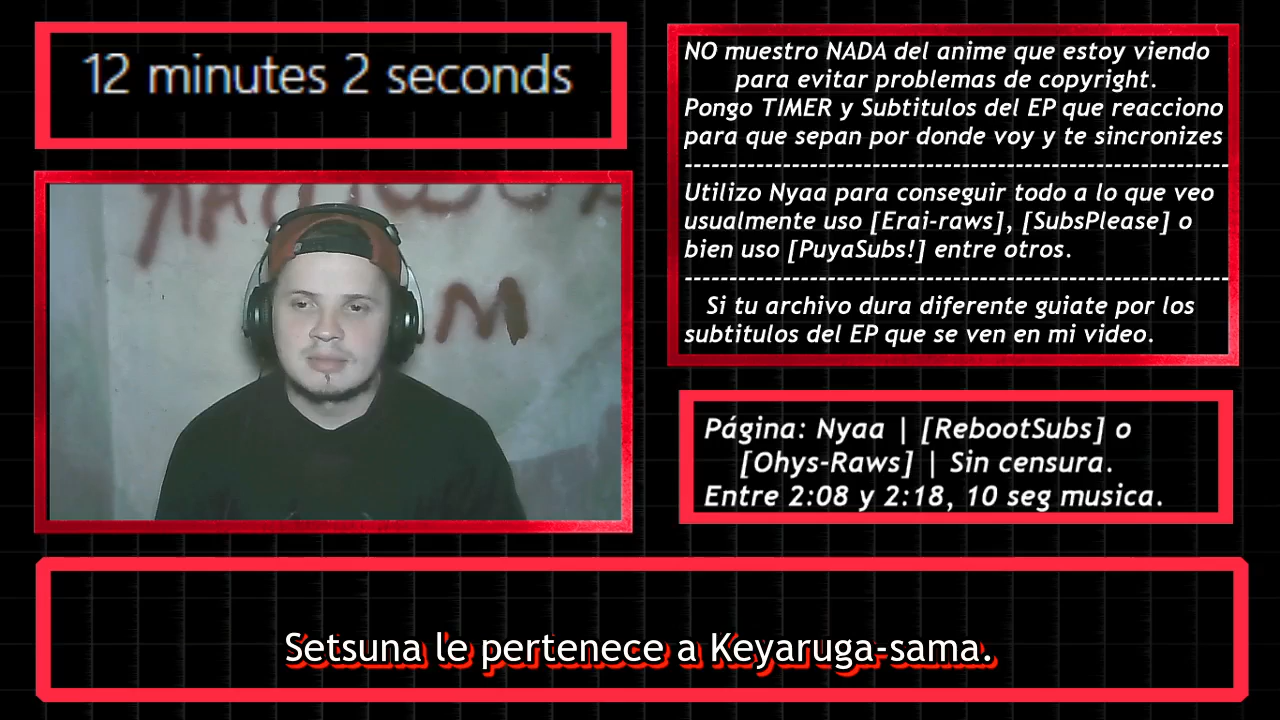 12 minutes 2 seconds
NO muestro NADA del anime que estoy viendo
para evitar problemas de copyright.
Pongo TIMER y Subtitulos del EP que reacciono
para que sepan por donde voy y te sincronizes
Utilizo Nyaa para conseguir todo a lo que veo
usualmente uso [Erai-raws], [SubsPlease] o
bien uso [PuyaSubs!] entre otros.
Si tu archivo dura diferente guiate por los
subtitulos del EP que se ven en mi video.
Página: Nyaa | [RebootSubs] o
[Ohys-Raws] | Sin censura.
Entre 2:08 y 2:18, 10 seg musica.
Setsuna le pertenece a Keyaruga-sama.